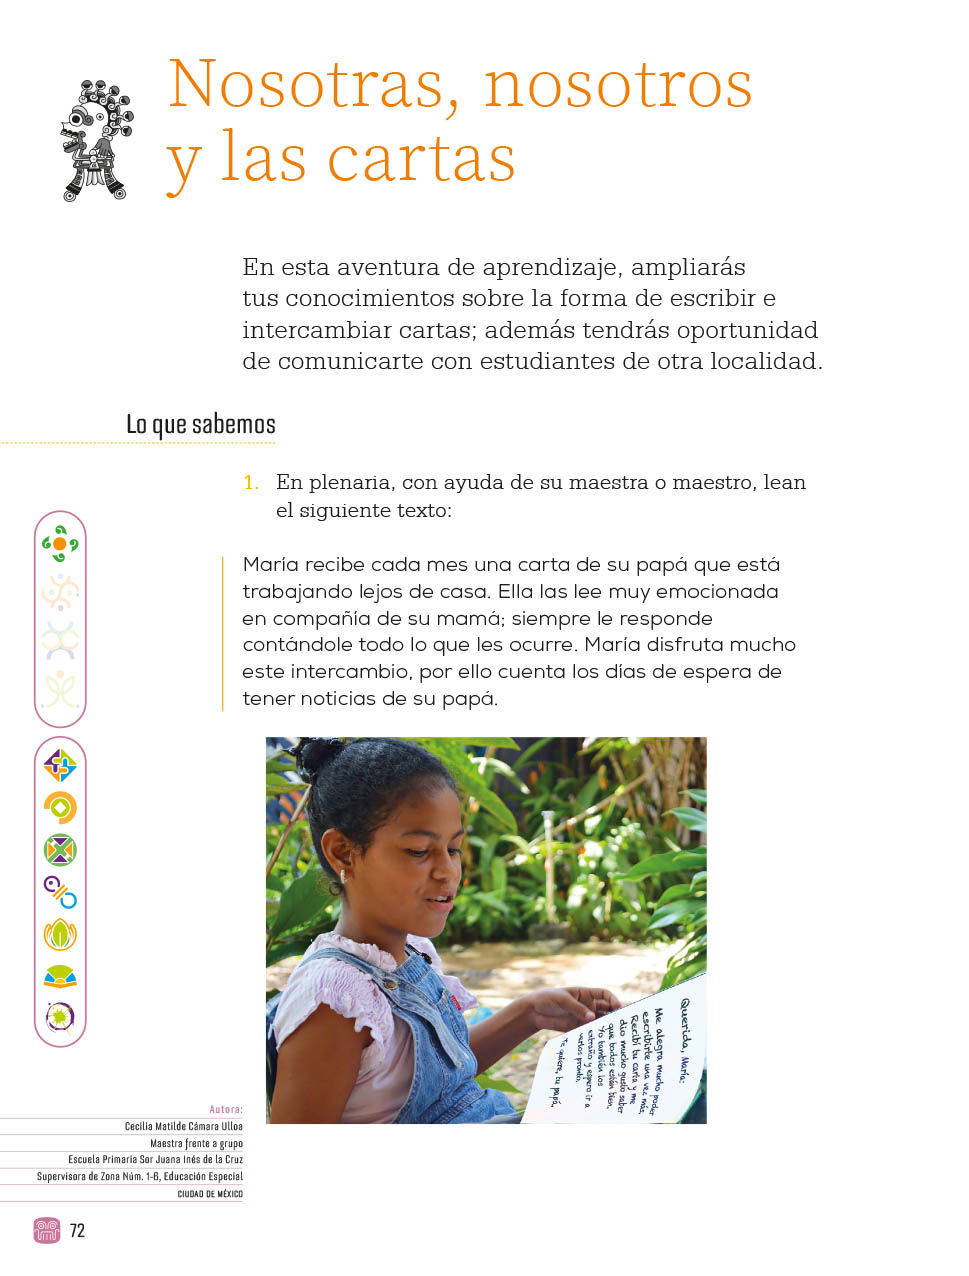 Nosotras, nosotros
y las cartas
En esta aventura de aprendizaje, ampliarás
tus conocimientos sobre la forma de escribir e
intercambiar cartas; además tendrás oportunidad
de comunicarte con estudiantes de otra localidad.
Lo que sabemos
1. En plenaria, con ayuda de su maestra o maestro, lean
el siguiente texto:
María recibe cada mes una carta de su papá que está
trabajando lejos de casa. Ella las lee muy emocionada
en compañía de su mamá; siempre le responde
contándole todo lo que les ocurre. María disfruta mucho
este intercambio, por ello cuenta los días de espera de
tener noticias de su papá.
Querida, María:
Me alegra mucho poder
escribirte una vez más,
Recibí tu carta y me
dio mucho gusto saber
que todos están bien.
Yo también los
extraño y espero ir a
verlos pronto.
Te quiere, tu papá.
Autora:
Cecilia Matilde Cámara Ulloa
Maestra frente a grupo
Escuela Primaria Sor Juana Inés de la Cruz
Supervisora de Zona Núm. 1-6, Educación Especial
CIUDAD DE MÉXICO
72